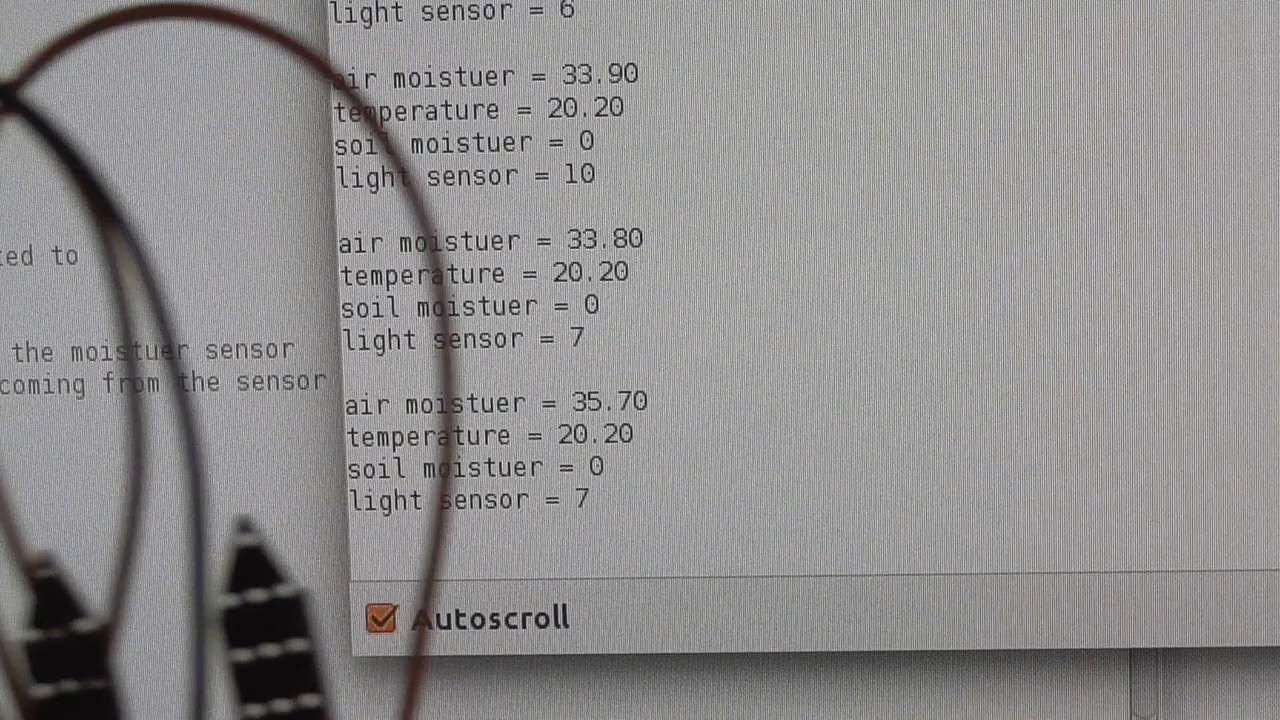 light sensor = 6
air moistuer = 33.90
temperature = 20.20
soil moistuer = 0
light sensor = 10
air moistuer = 33.80
temperature = 20.20
soil moistuer = 0
light sensor = 7
air moistuer = 35.70
temperature = 20.20
soil moistuer = 0
light sensor = 7
Autoscroll
to
the moistuer sensor
coming from the sensor